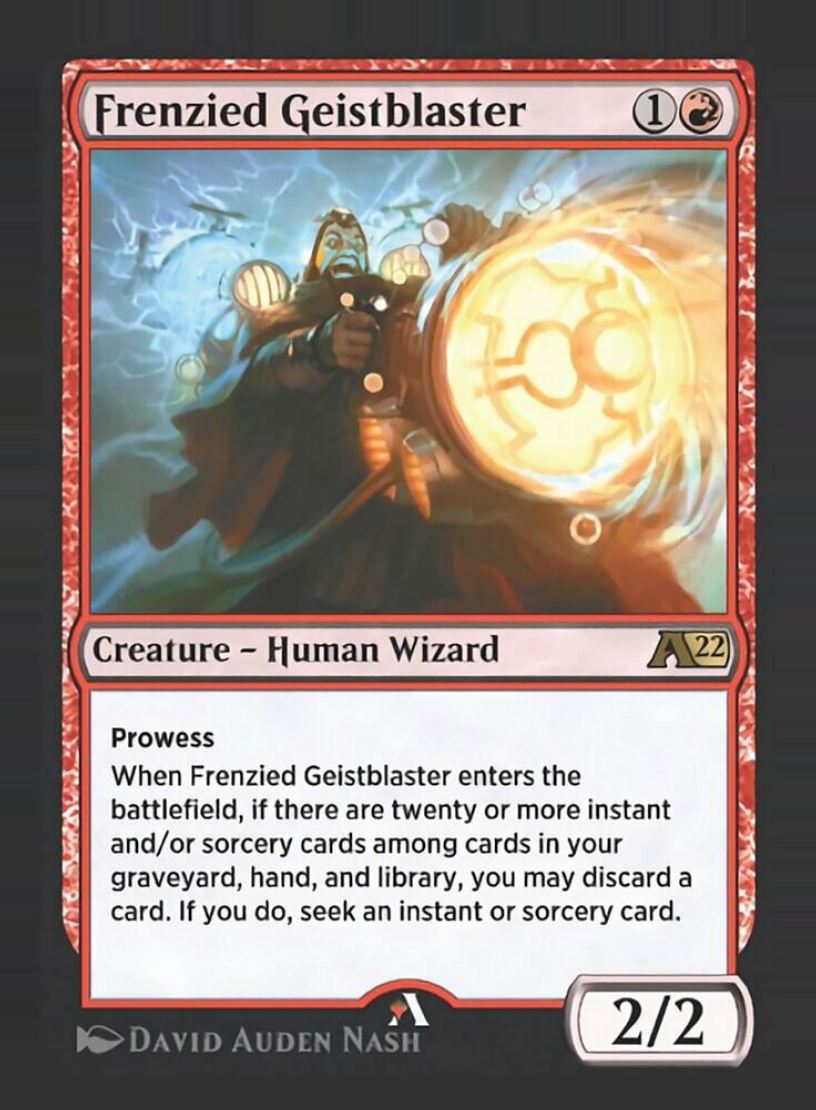 Frenzied Geistblaster 1
Creature – Human Wizard A22
Prowess
When Frenzied Geistblaster enters the
battlefield, if there are twenty or more instant
and/or sorcery cards among cards in your
graveyard, hand, and library, you may discard a
card. If you do, seek an instant or sorcery card.
2/2
David Auden Nash